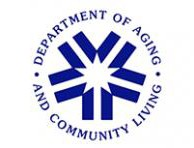 DEPARTMENT OF AGING
AND COMMUNITY LIVING